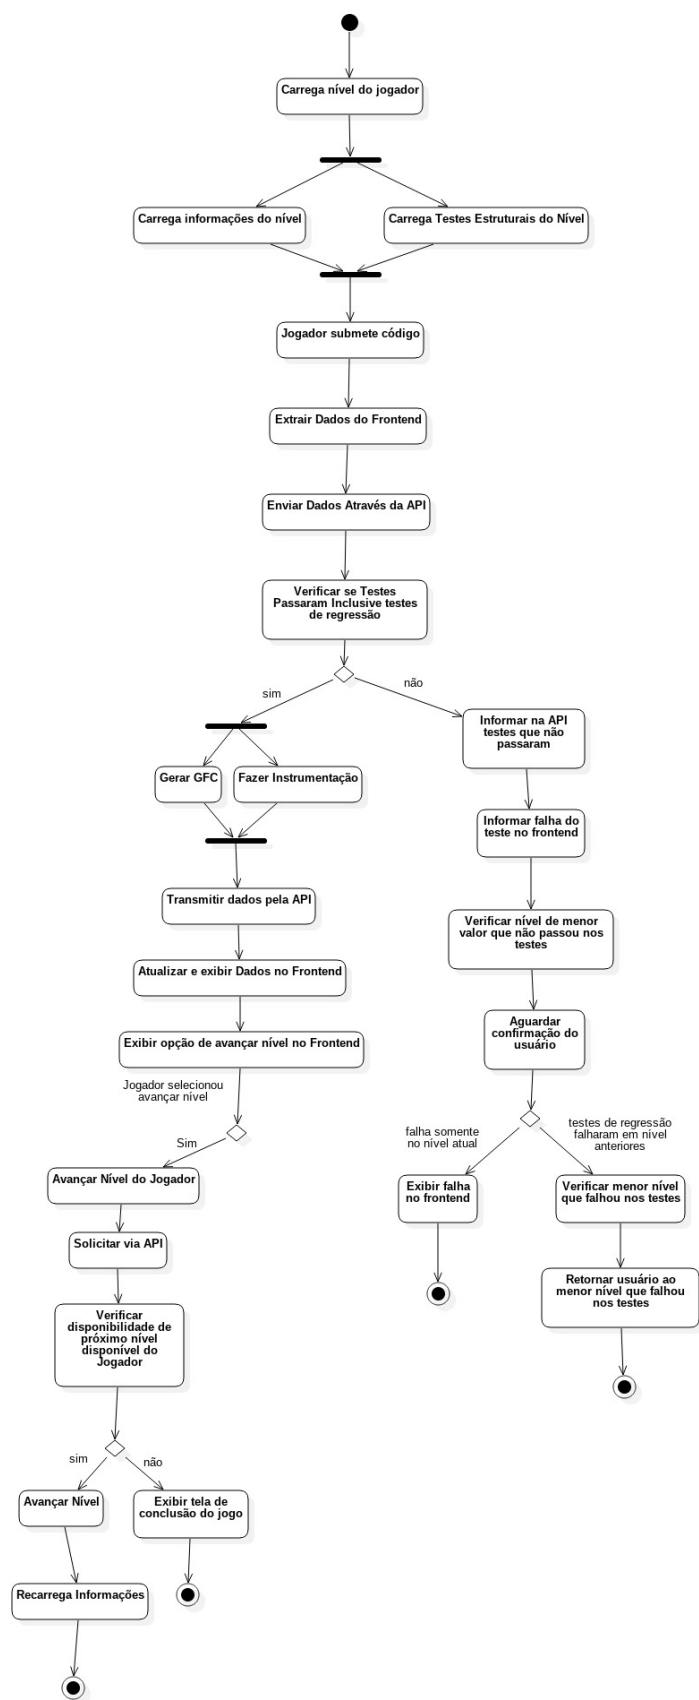 Carrega nível do jogador
Carrega informações do nível
Carrega Testes Estruturais do Nível
Jogador submete código
Extrair Dados do Frontend
Enviar Dados Através da API
Verificar se Testes
Passaram Inclusive testes
de regressão
sim
não
Informar na API
testes que não
passaram
Gerar GFC
Fazer Instrumentação
Informar falha do
teste no frontend
Transmitir dados pela API
Verificar nível de menor
valor que não passou nos
testes
Atualizar e exibir Dados no Frontend
Aguardar
confirmação do
usuário
Exibir opção de avançar nível no Frontend
Jogador selecionou
avançar nível
falha somente
no nível atual
testes de regressão
falharam em nível
anteriores
Sim
Avançar Nível do Jogador
Exibir falha
no frontend
Verificar menor nível
que falhou nos testes
Solicitar via API
Retornar usuário ao
menor nível que falhou
nos testes
Verificar
disponibilidade de
próximo nível
disponível do
Jogador
sim
não
Avançar Nível
Exibir tela de
conclusão do jogo
Recarrega Informações